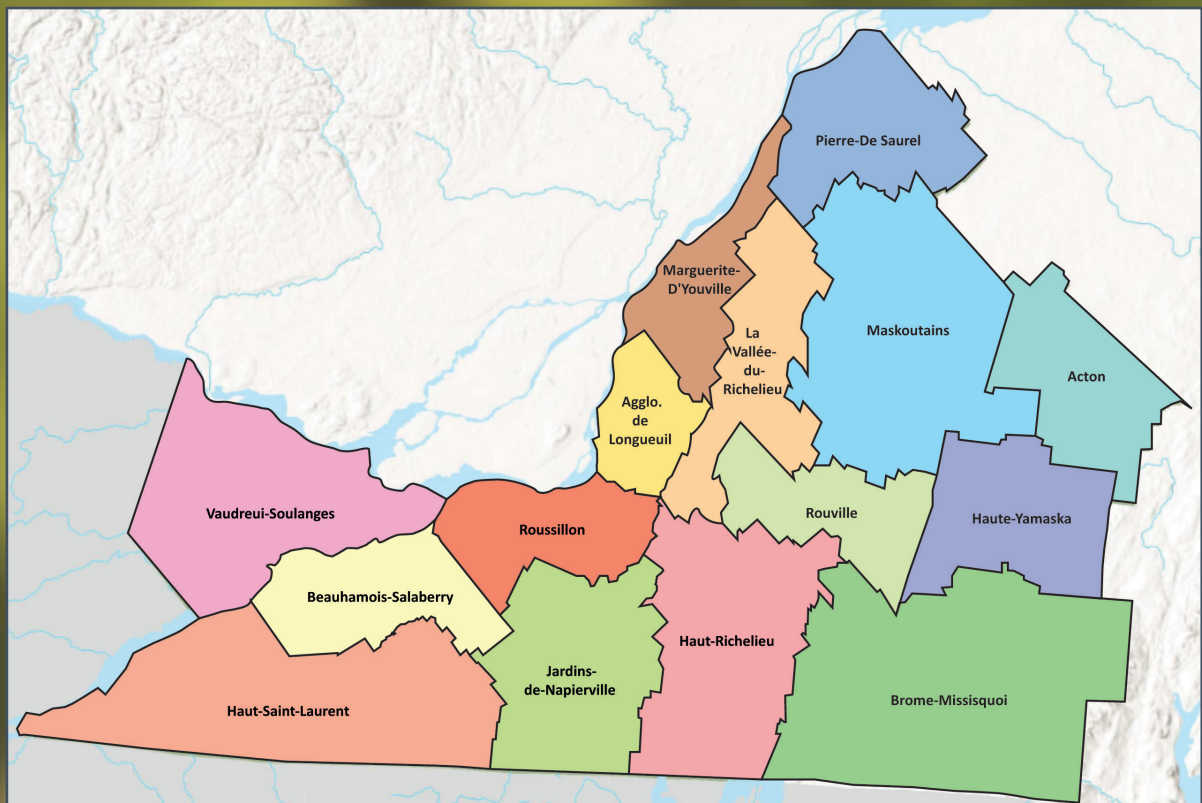 Pierre-De Saurel
Marguerite-
D'Youville
Maskoutains
La
Vallée-
du-
Richelieu
Acton
Agglo.
de
Longueuil
Vaudreui-Soulanges
Roussillon
Rouville
Haute-Yamaska
Beauhamois-Salaberry
Haut-Richelieu
Jardins-
de-Napierville
Haut-Saint-Laurent
Brome-Missisquoi